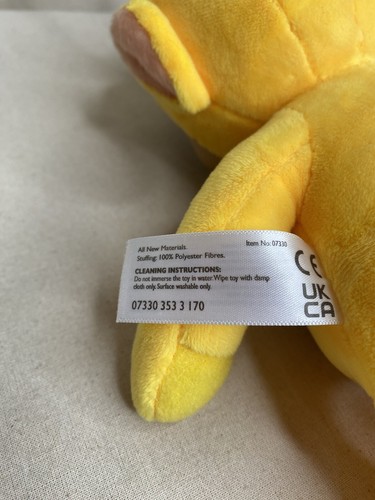 All New Materials.
Item No: 07330
Stuffing: 100% Polyester Fibres.
CLEANING INSTRUCTIONS:
Do not immerse the toy in water. Wipe toy with damp
cloth only. Surface washable only.
07330 353 3 170
CE
UK
CA